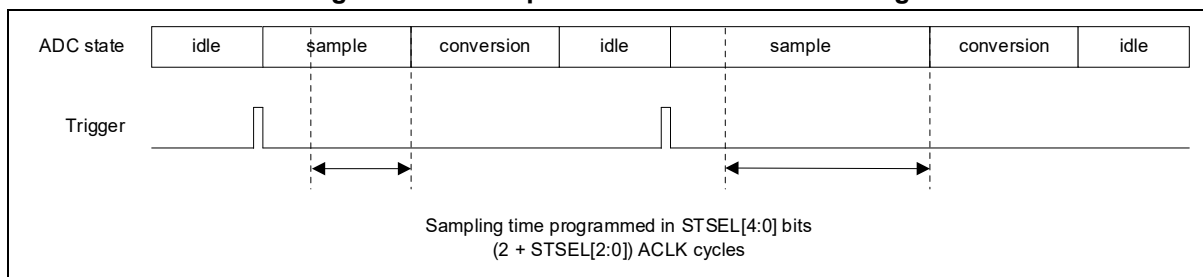 ADC state idle sample conversion idle sample conversion idle
Trigger
Sampling time programmed in STSEL[4:0] bits
(2 + STSEL[2:0]) ACLK cycles